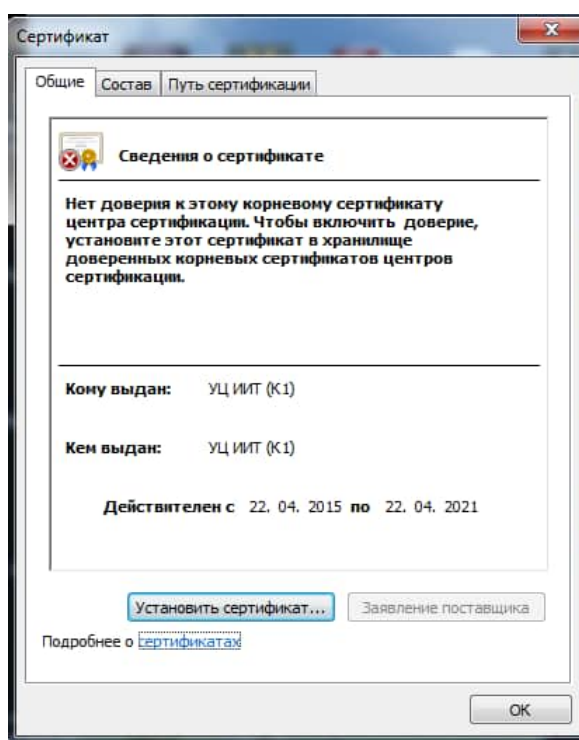 Сертификат
Общие Состав Путь сертификации
Сведения о сертификате
Нет доверия к этому корневому сертификату
центра сертификации. Чтобы включить доверие,
установите этот сертификат в хранилище
доверенных корневых сертификатов центров
сертификации.
Кому выдан: УЦ ИИТ (К1)
Кем выдан: УЦ ИИТ (К1)
Действителен с 22. 04. 2015 по 22. 04. 2021
Установить сертификат... Заявление поставщика
Подробнее о сертификатах
ОК